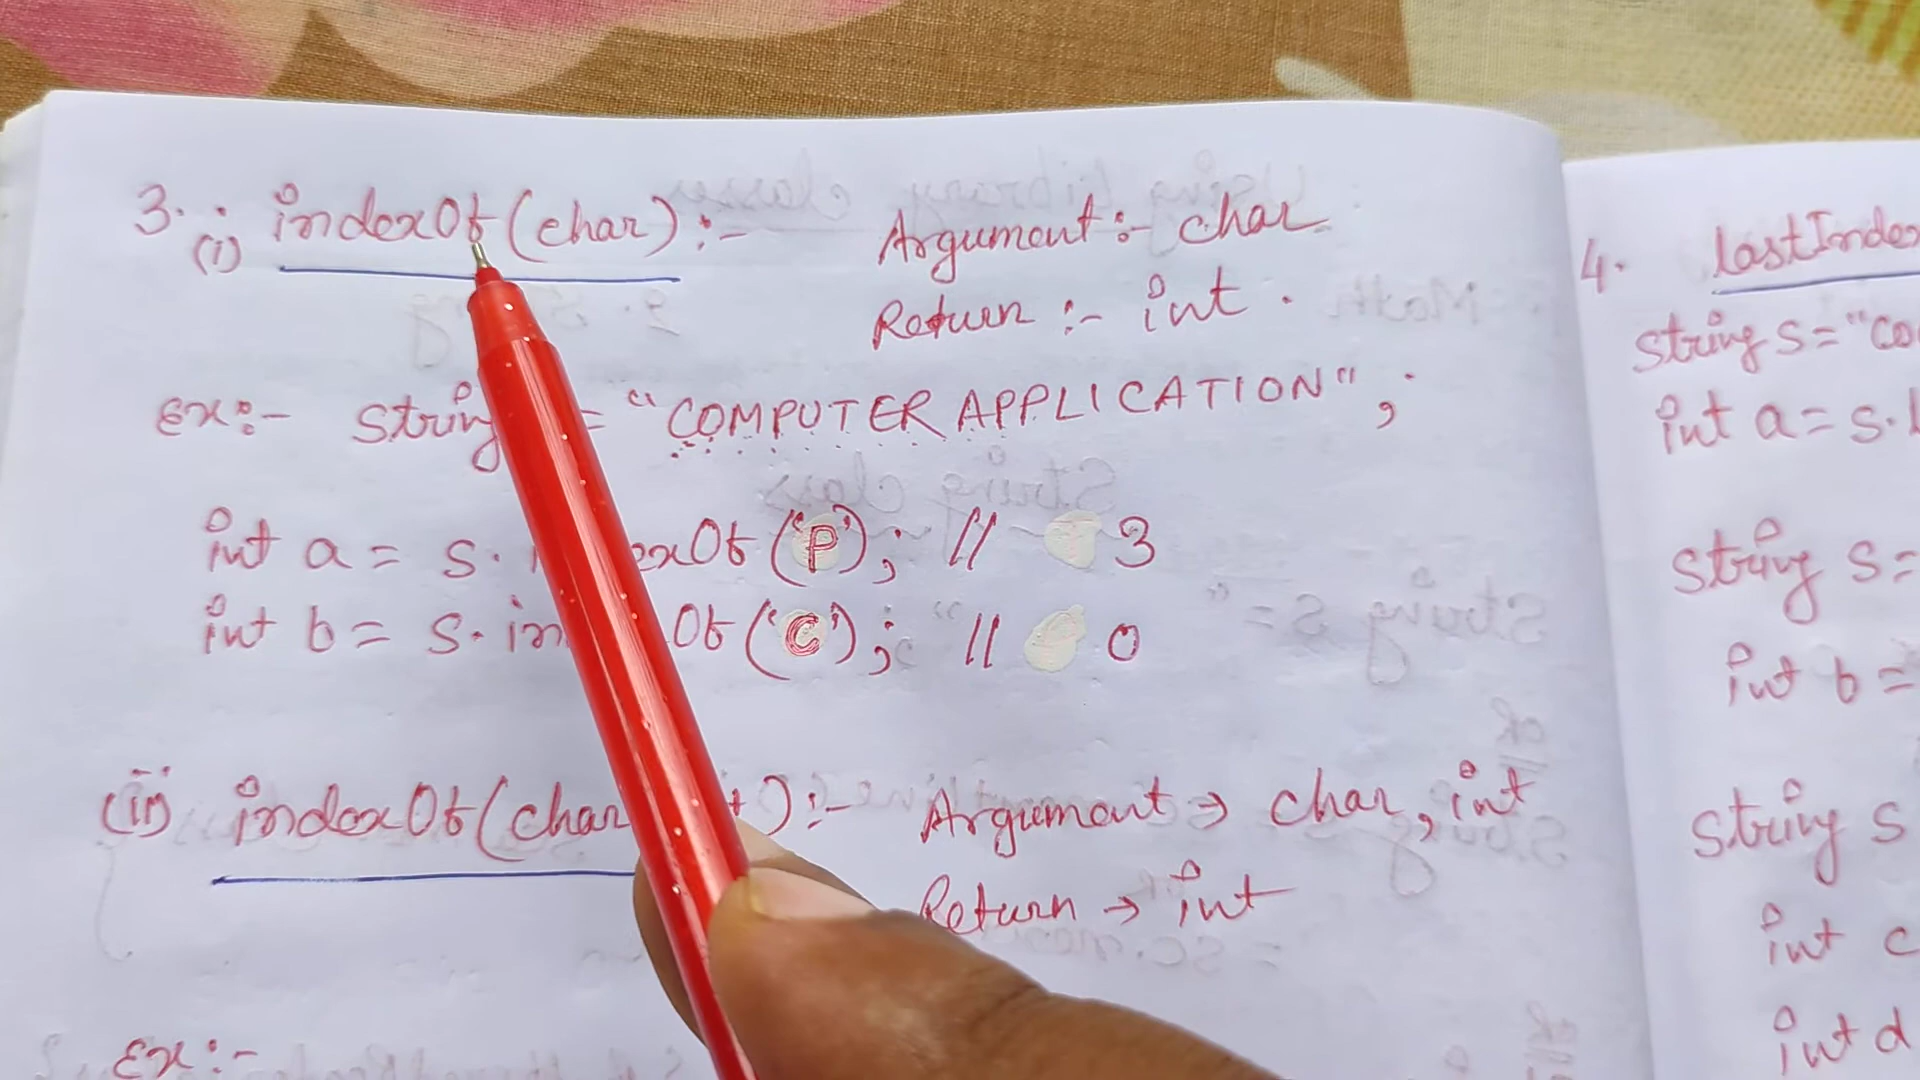 3. (i) indexOf(char) :- Argument :- char
Return :- int.
Ex:- String = "COMPUTER APPLICATION";
int a = s. exOf('P'); // 3
int b = s. in Of('C'); // 0
(ii) indexOf(char t) :- Argument → char, int
Return → int
Ex:-
4. lastIndex
String s = "Co
int a = s.l
String s =
int b =
String s
int c
int d